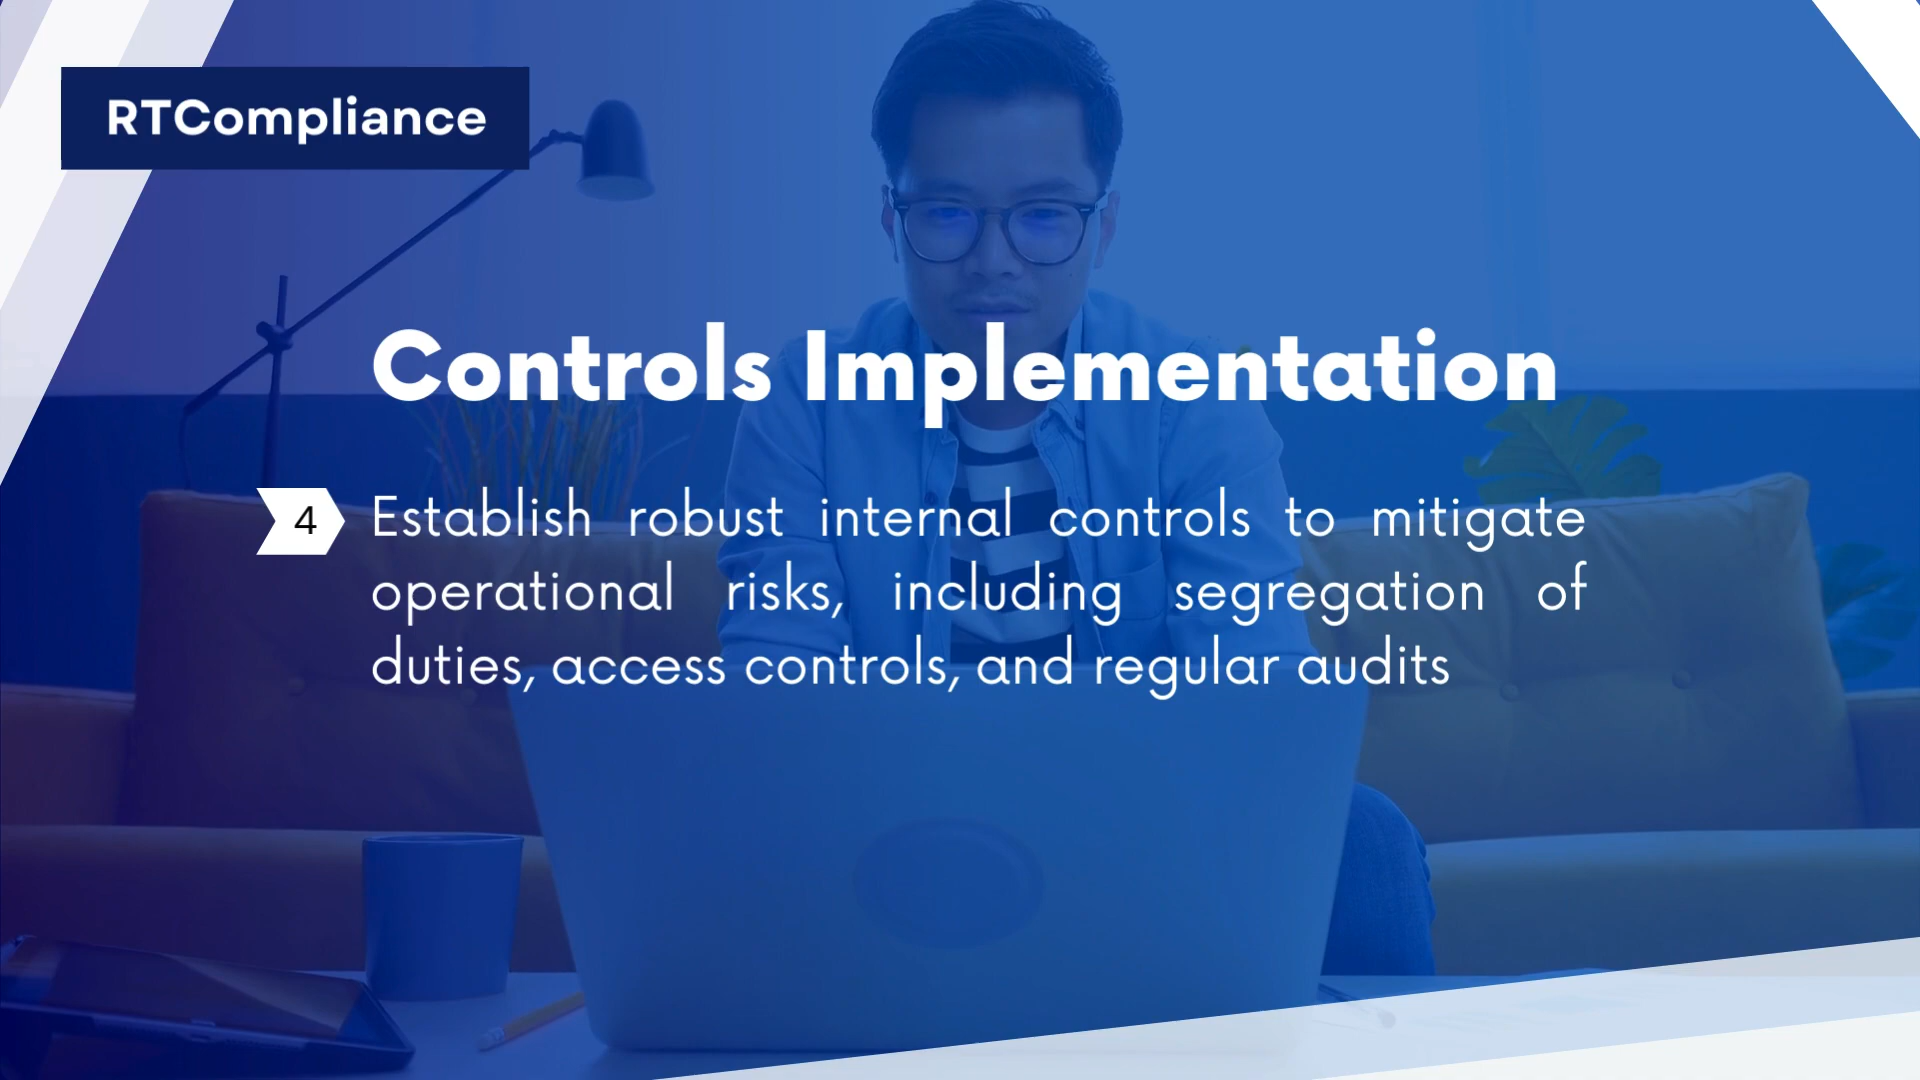 RTCompliance
Controls Implementation
4
Establish robust internal controls to mitigate
operational risks, including segregation of
duties, access controls, and regular audits